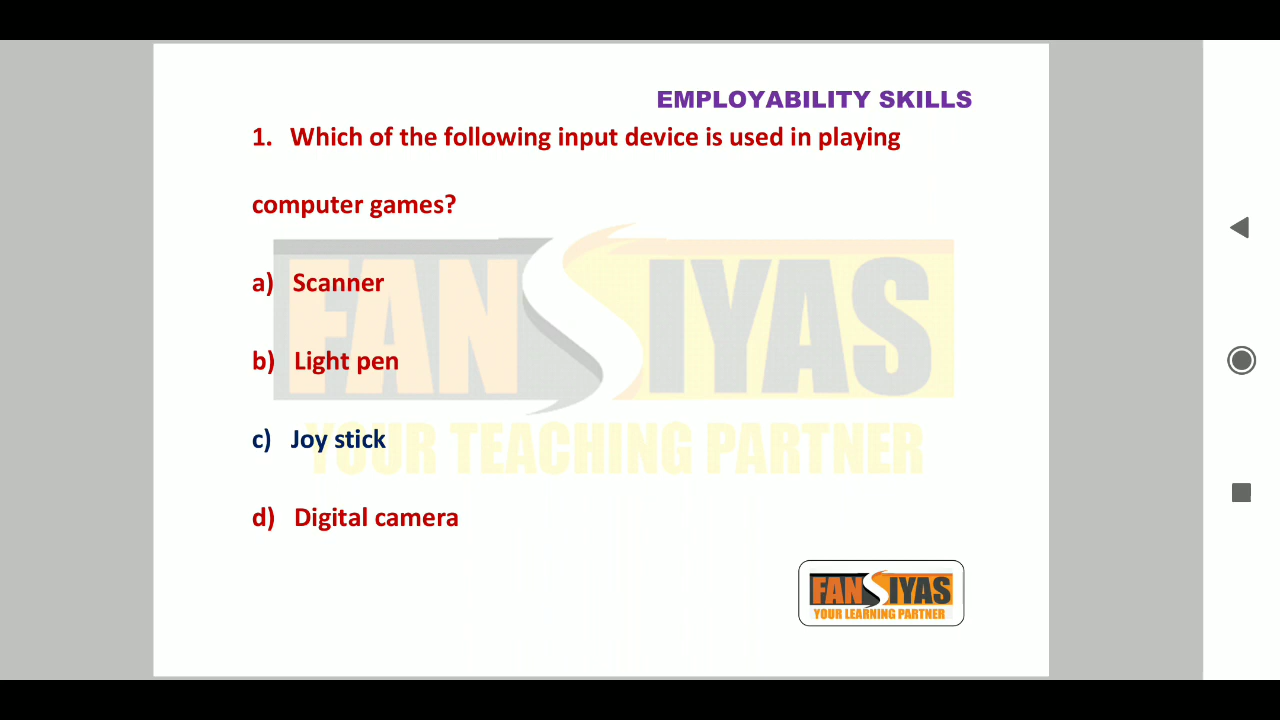 EMPLOYABILITY SKILLS
1. Which of the following input device is used in playing
computer games?
a) Scanner
b) Light pen
c) Joy stick
d) Digital camera
FANSIYAS
YOUR TEACHING PARTNER
FANSIYAS
YOUR LEARNING PARTNER